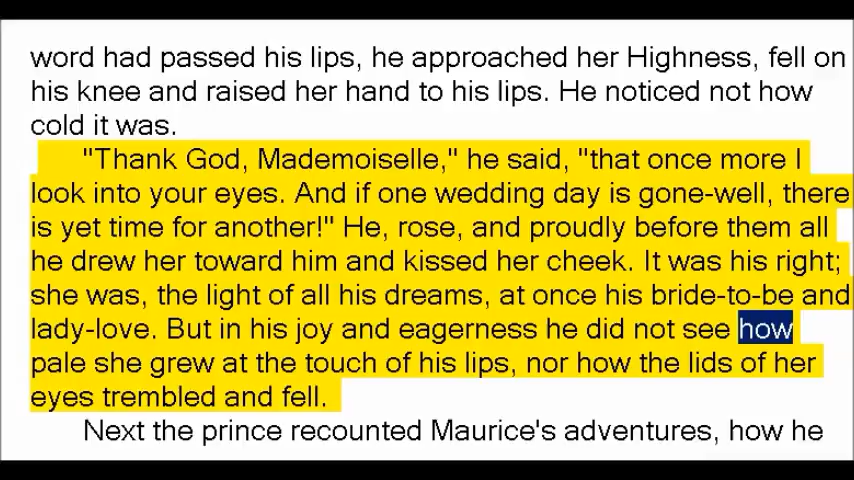 word had passed his lips, he approached her Highness, fell on
his knee and raised her hand to his lips. He noticed not how
cold it was.
"Thank God, Mademoiselle," he said, "that once more I
look into your eyes. And if one wedding day is gone-well, there
is yet time for another!" He, rose, and proudly before them all
he drew her toward him and kissed her cheek. It was his right;
she was, the light of all his dreams, at once his bride-to-be and
lady-love. But in his joy and eagerness he did not see how
pale she grew at the touch of his lips, nor how the lids of her
eyes trembled and fell.
Next the prince recounted Maurice's adventures, how he